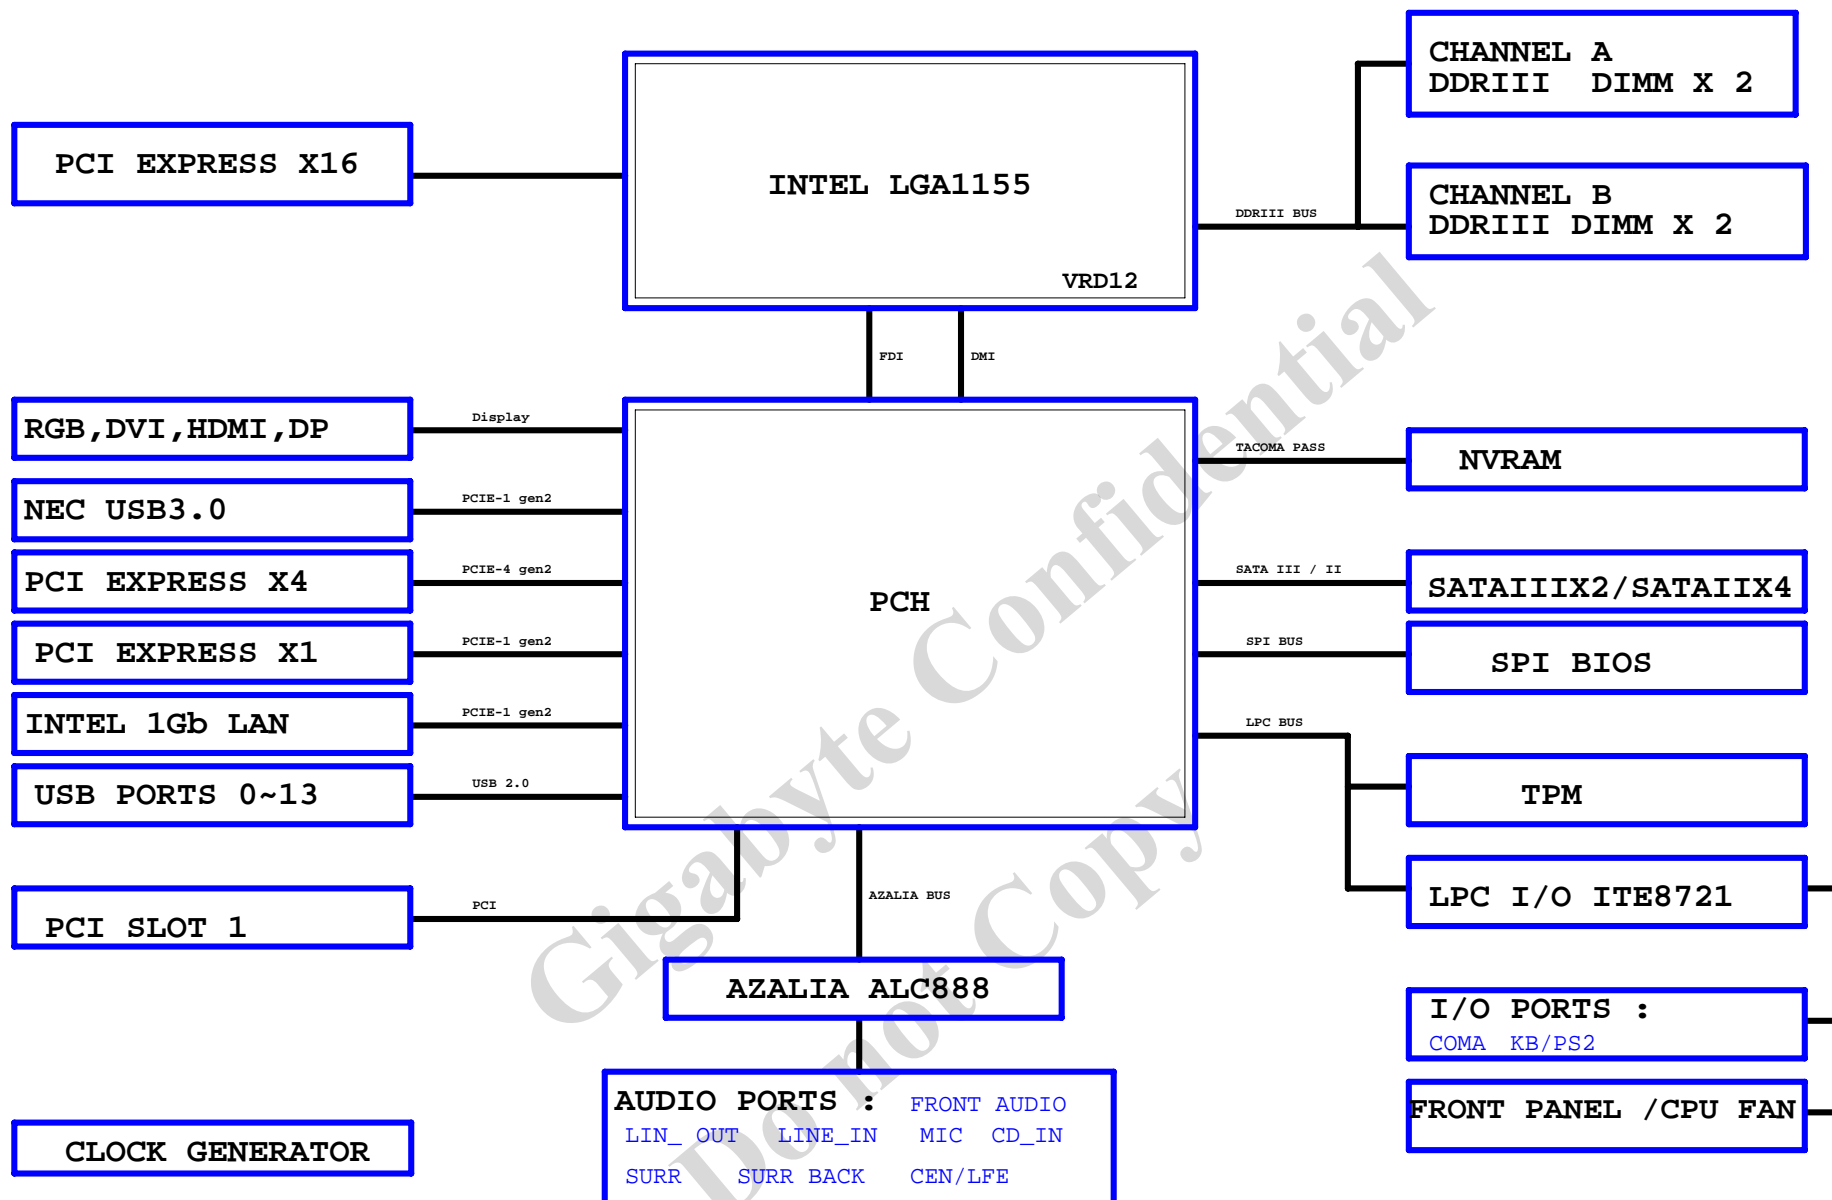 CHANNEL A
DDRIII DIMM X 2
PCI EXPRESS X16
INTEL LGA1155
CHANNEL B
DDRIII DIMM X 2
DDRIII BUS
VRD12
FDI
DMI
RGB,DVI,HDMI,DP
Display
TACOMA PASS
NVRAM
NEC USB3.0
PCIE-1 gen2
PCI EXPRESS X4
PCIE-4 gen2
PCH
SATA III / II
SATAIIIX2/SATAIIX4
PCI EXPRESS X1
PCIE-1 gen2
SPI BUS
SPI BIOS
INTEL 1Gb LAN
PCIE-1 gen2
LPC BUS
USB PORTS 0~13
USB 2.0
TPM
PCI SLOT 1
PCI
AZALIA BUS
LPC I/O ITE8721
AZALIA ALC888
I/O PORTS :
COMA KB/PS2
AUDIO PORTS : FRONT AUDIO
LIN_ OUT LINE_IN MIC CD_IN
SURR SURR BACK CEN/LFE
FRONT PANEL /CPU FAN
CLOCK GENERATOR
Gigabyte Confidential
Do not Copy